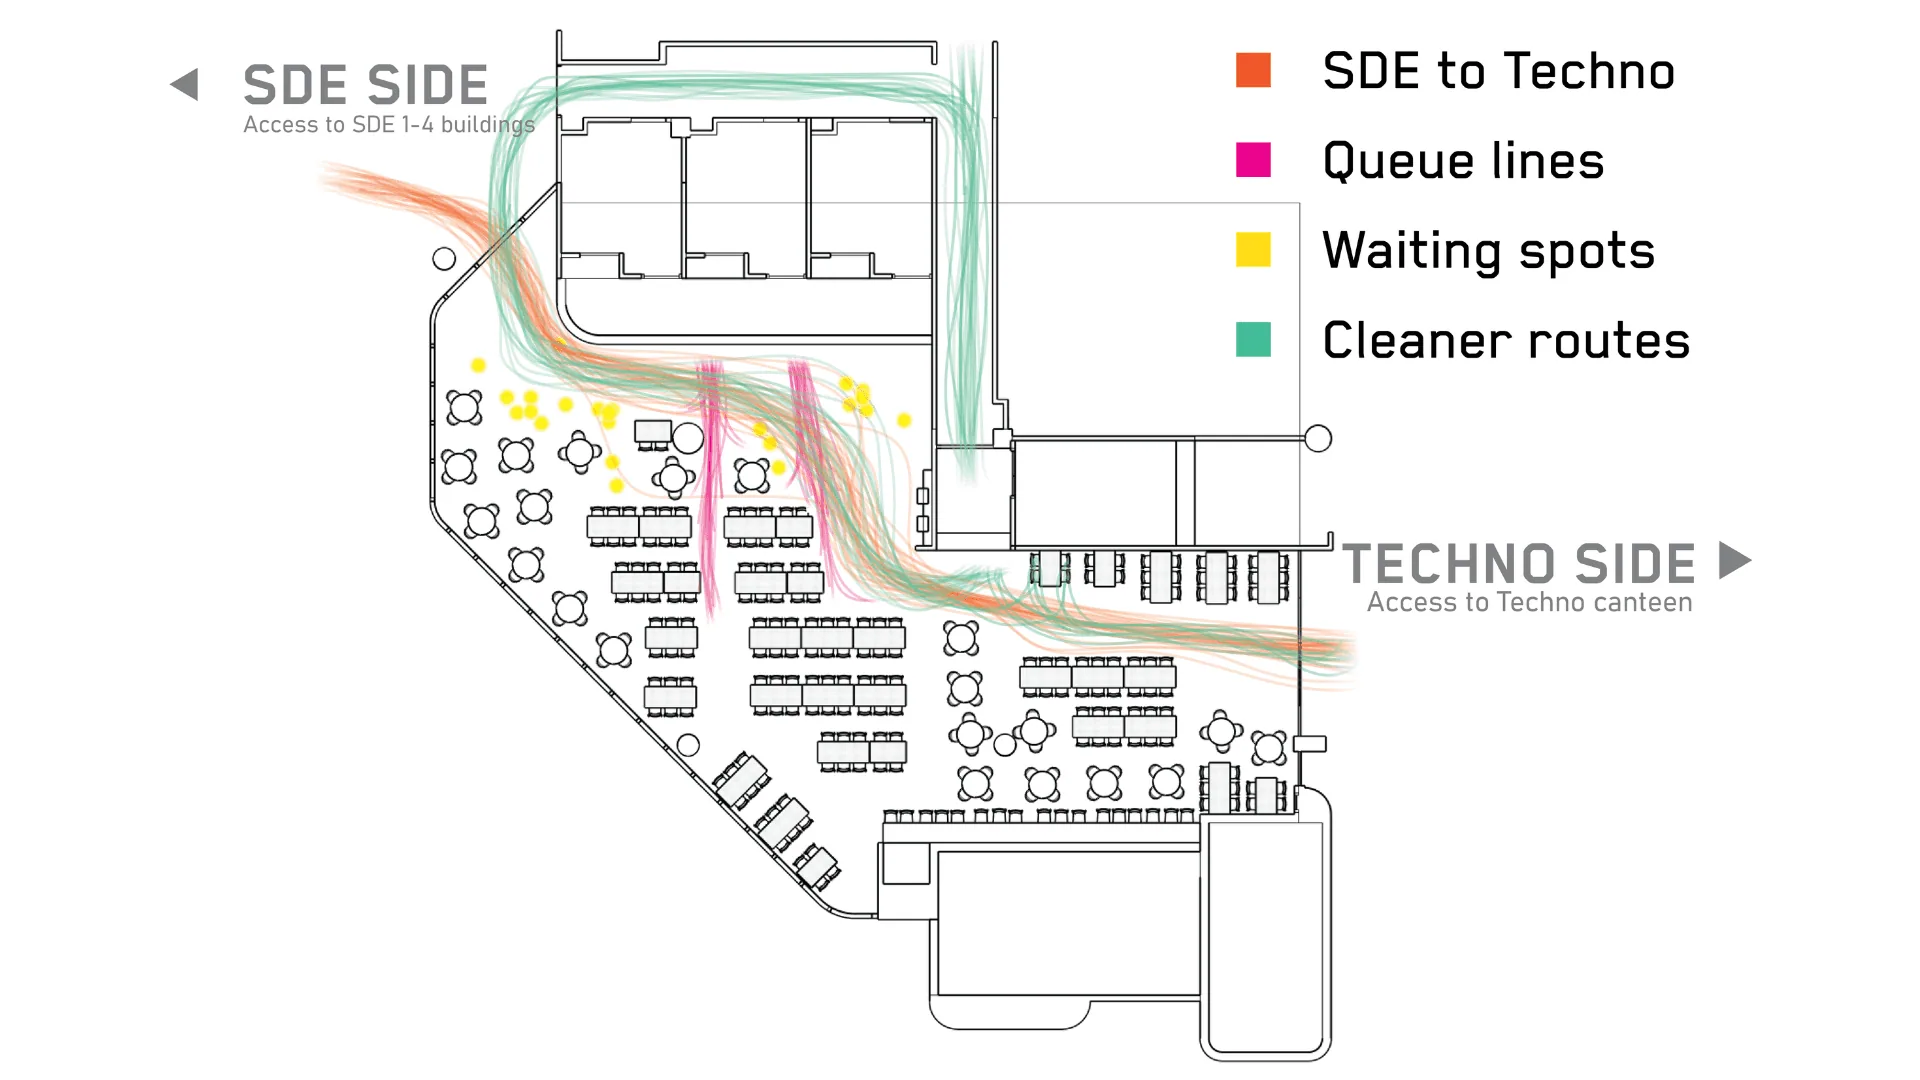 SDE SIDE
Access to SDE 1-4 buildings
SDE to Techno
Queue lines
Waiting spots
Cleaner routes
TECHNO SIDE
Access to Techno canteen